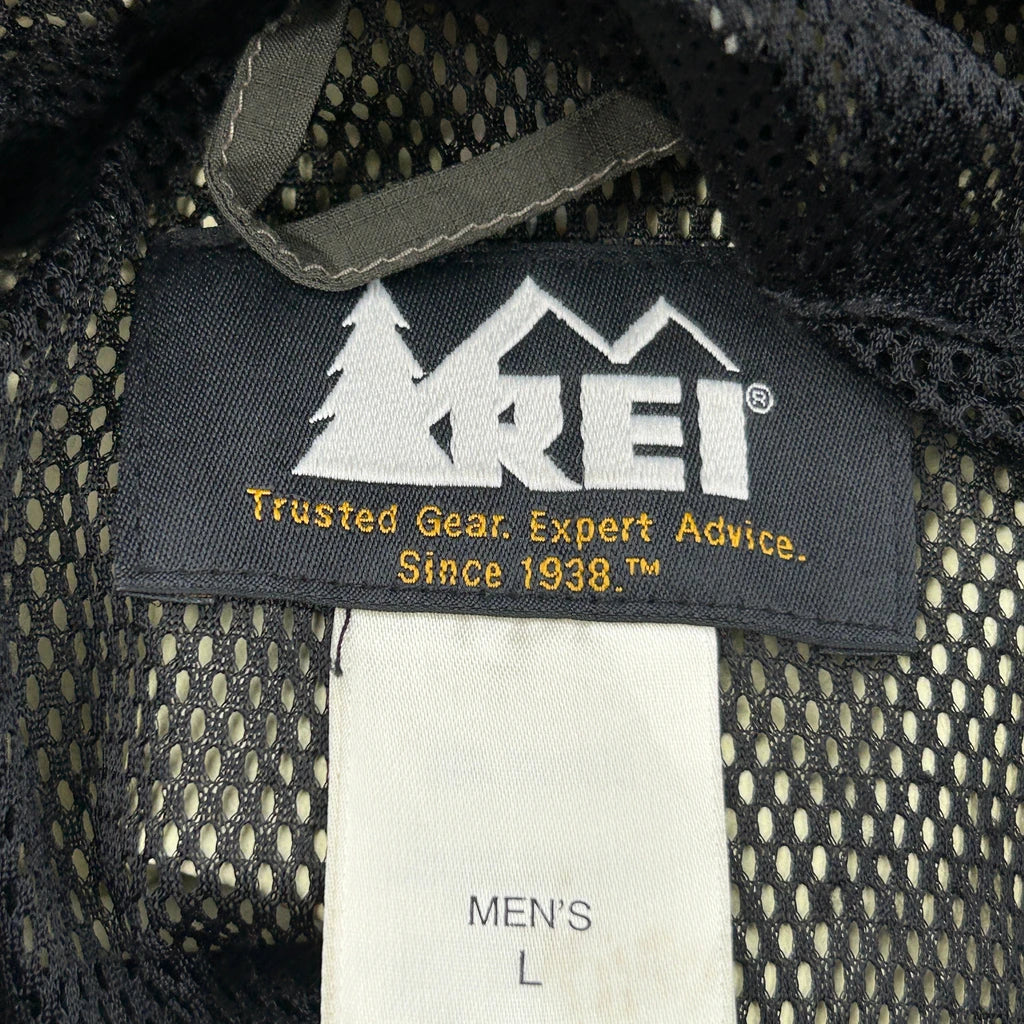 REI®
Trusted Gear. Expert Advice.
Since 1938.™
MEN'S
L